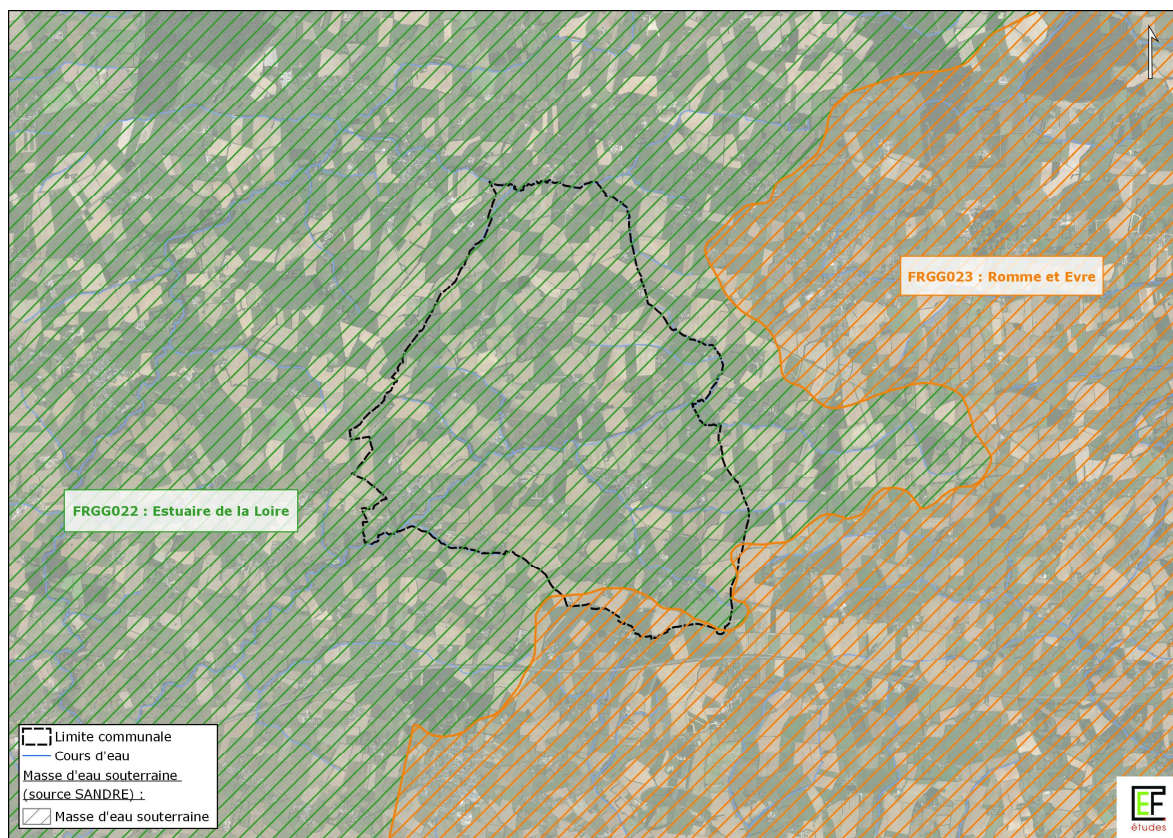 FRGG023 : Romme et Evre
FRGG022 : Estuaire de la Loire
Limite communale
Cours d'eau
Masse d'eau souterraine
(source SANDRE) :
Masse d'eau souterraine
EF
études